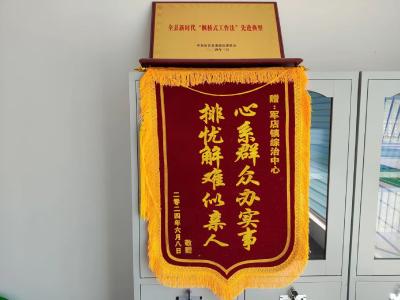 全县新时代“枫桥式工作法”先进典型
赠:军店镇综治中心
心系群众办实事
排忧解难似亲人
敬赠
二零二四年六月八日